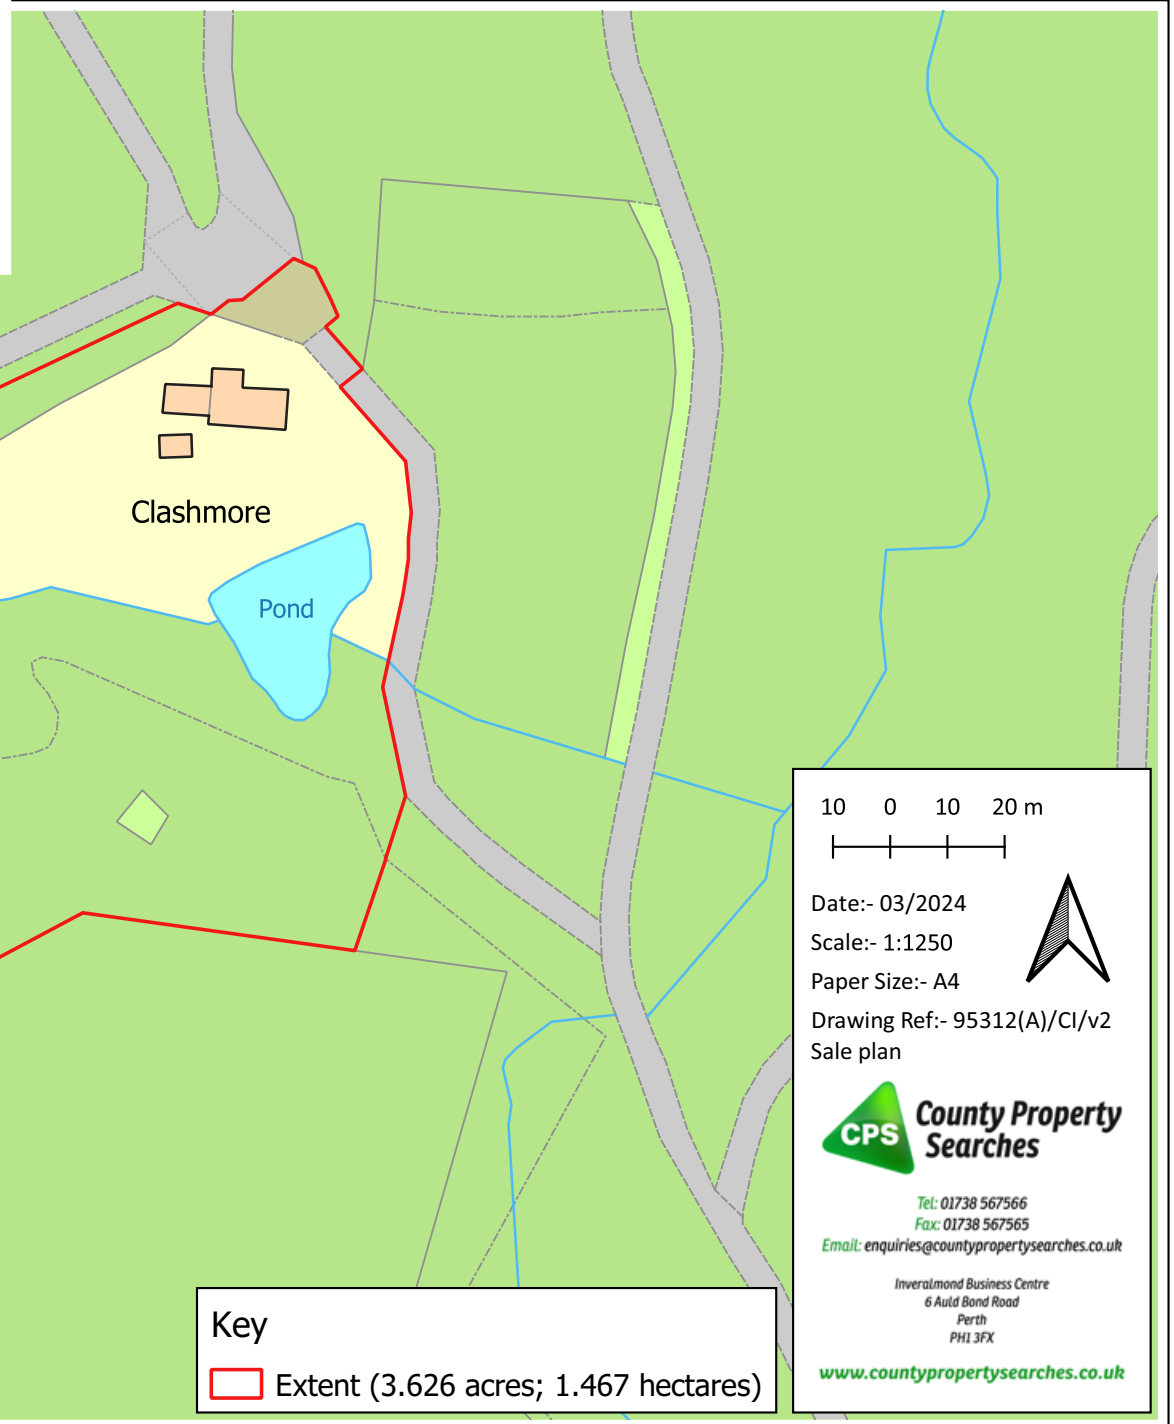 Clashmore
Pond
10 0 10 20 m
Date:- 03/2024
Scale:- 1:1250
Paper Size:- A4
Drawing Ref:- 95312(A)/CI/v2
Sale plan
CPS
County Property
Searches
Tel: 01738 567566
Fax: 01738 567565
Email: enquiries@countypropertysearches.co.uk
Inveralmond Business Centre
6 Auld Bond Road
Perth
PH1 3FX
www.countypropertysearches.co.uk
Key
Extent (3.626 acres; 1.467 hectares)